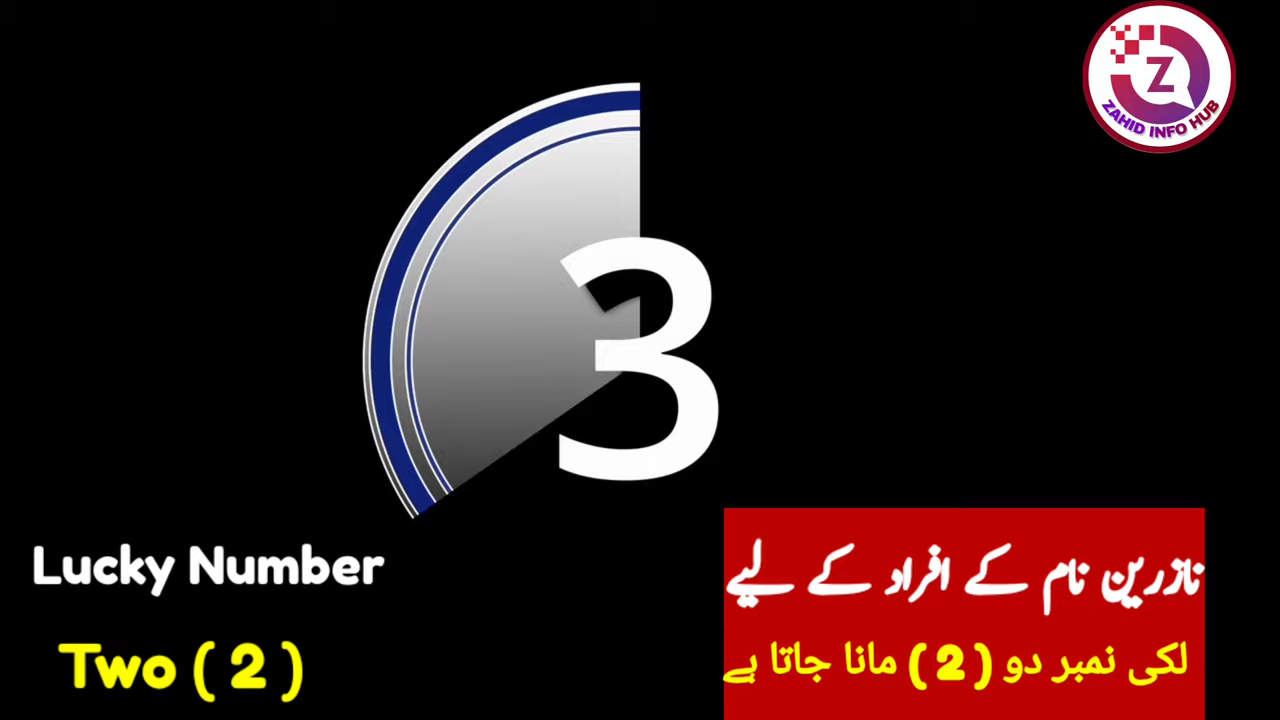 Z
ZAHID INFO HUB
3
Lucky Number
Two ( 2 )
نازرین نام کے افراد کے لیے
لکی نمبر دو ( 2 ) مانا جاتا ہے